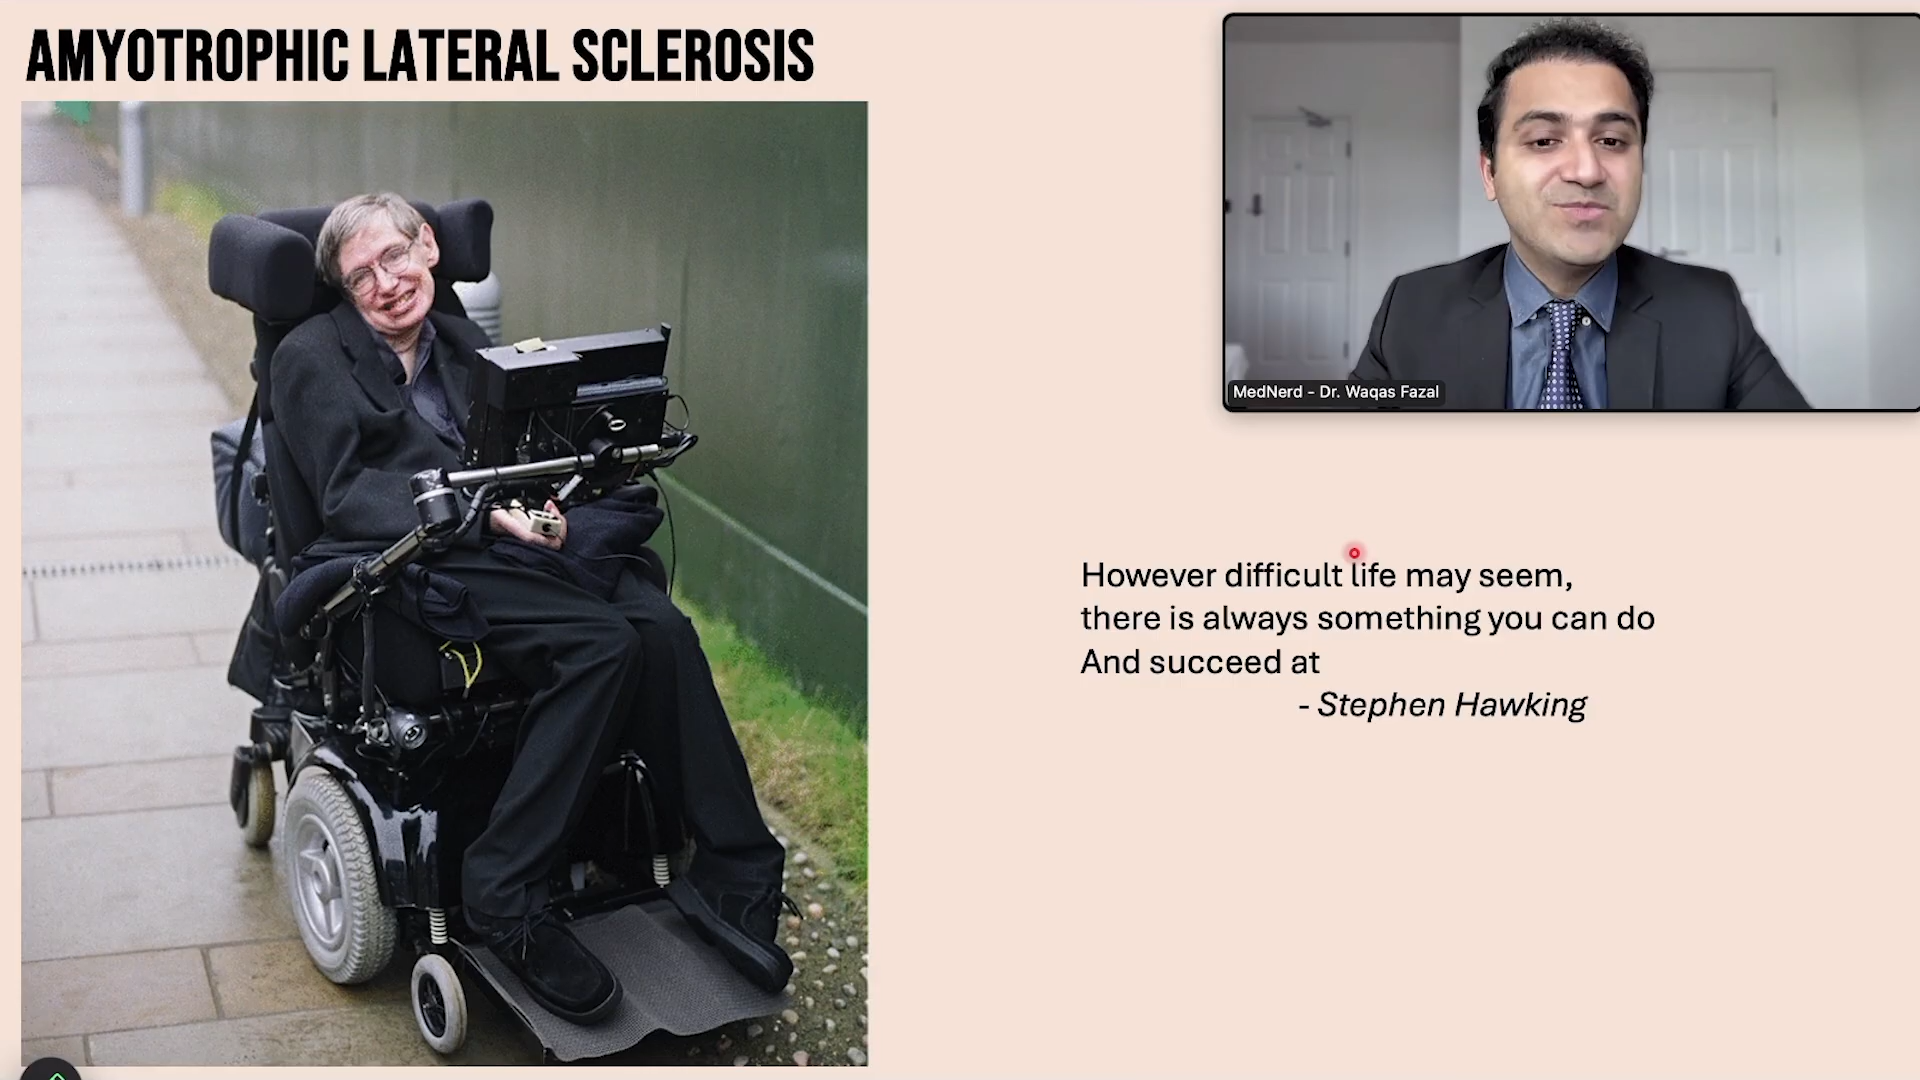 AMYOTROPHIC LATERAL SCLEROSIS
MedNerd - Dr. Waqas Fazal
However difficult life may seem,
there is always something you can do
And succeed at
- Stephen Hawking